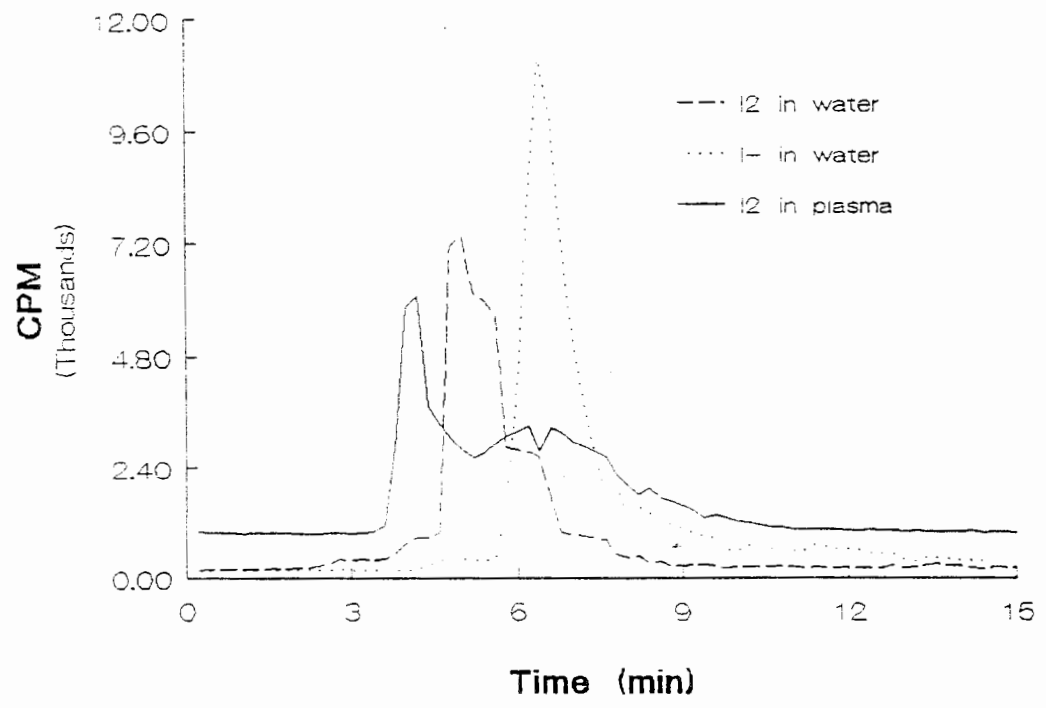 12.00
9.60
7.20
4.80
2.40
0.00
CPM
(Thousands)
I2 in water
I- in water
I2 in plasma
0 3 6 9 12 15
Time (min)